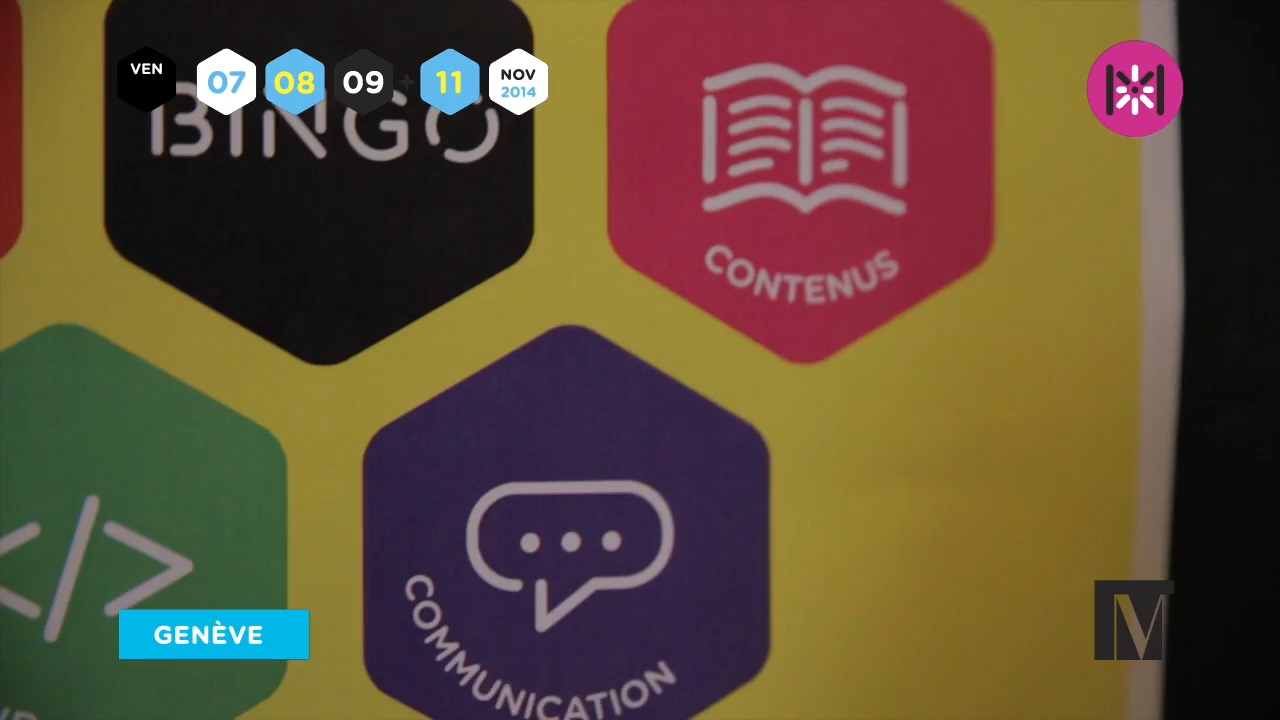 VEN 07 08 09 + 11 NOV 2014
BINGO
CONTENUS
</>
COMMUNICATION
GENÈVE